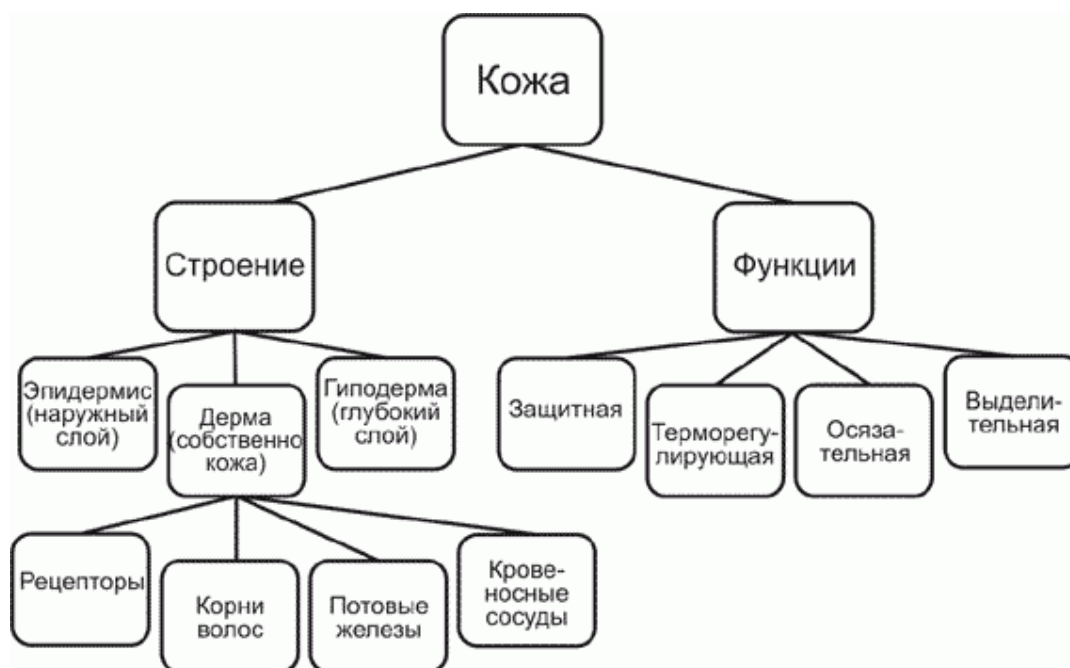 Кожа
Строение
Функции
Эпидермис
(наружный
слой)
Дерма
(собственно
кожа)
Гиподерма
(глубокий
слой)
Защитная
Терморегу-
лирующая
Осяза-
тельная
Выдели-
тельная
Рецепторы
Корни
волос
Потовые
железы
Крове-
носные
сосуды